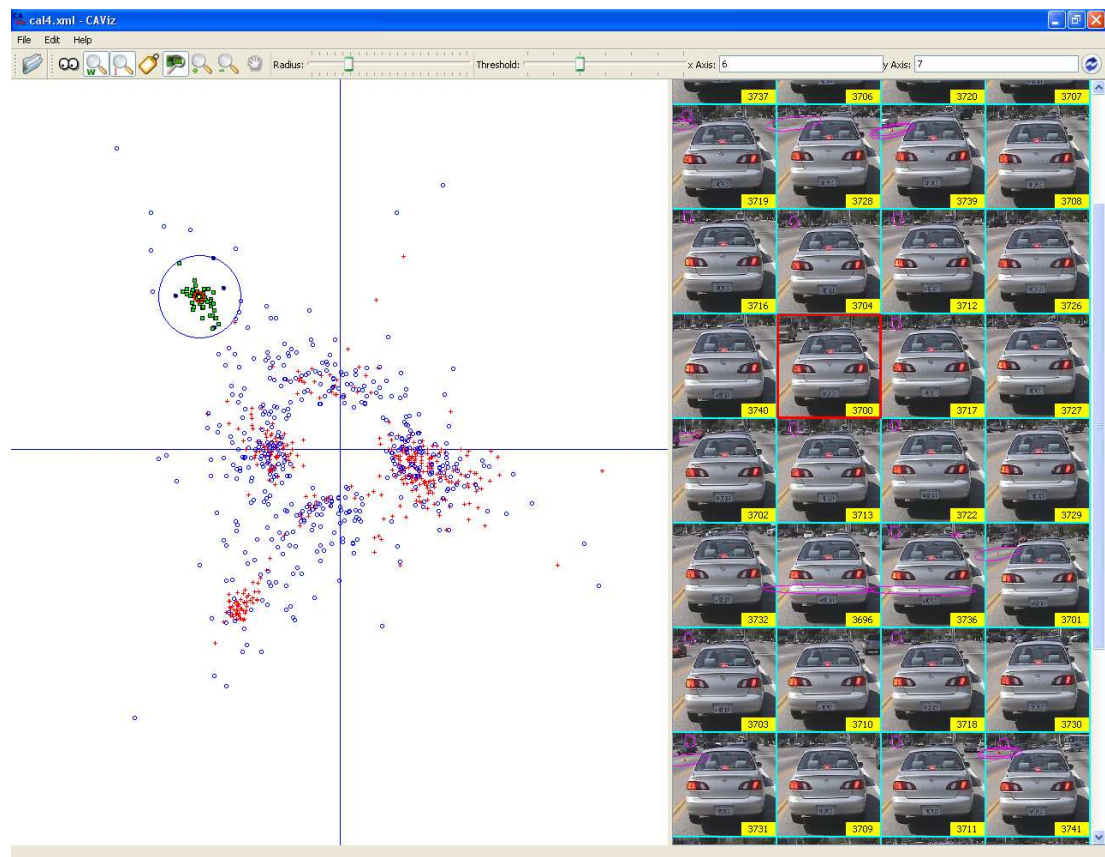 cal4.xml - CAViz
File Edit Help
Radius: Threshold: x Axis: 6 y Axis: 7
3737 3706 3720 3707
3719 3728 3739 3708
3716 3704 3712 3726
3740 3700 3717 3727
3702 3713 3722 3729
3732 3696 3736 3701
3703 3710 3718 3730
3731 3709 3711 3741